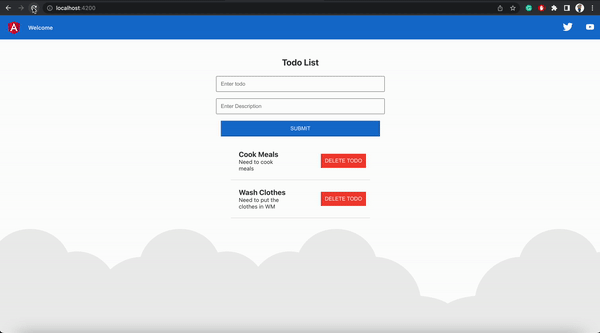 localhost:4200
A
Welcome
Todo List
Enter todo
Enter Description
SUBMIT
Cook Meals
Need to cook
meals
DELETE TODO
Wash Clothes
Need to put the
clothes in WM
DELETE TODO